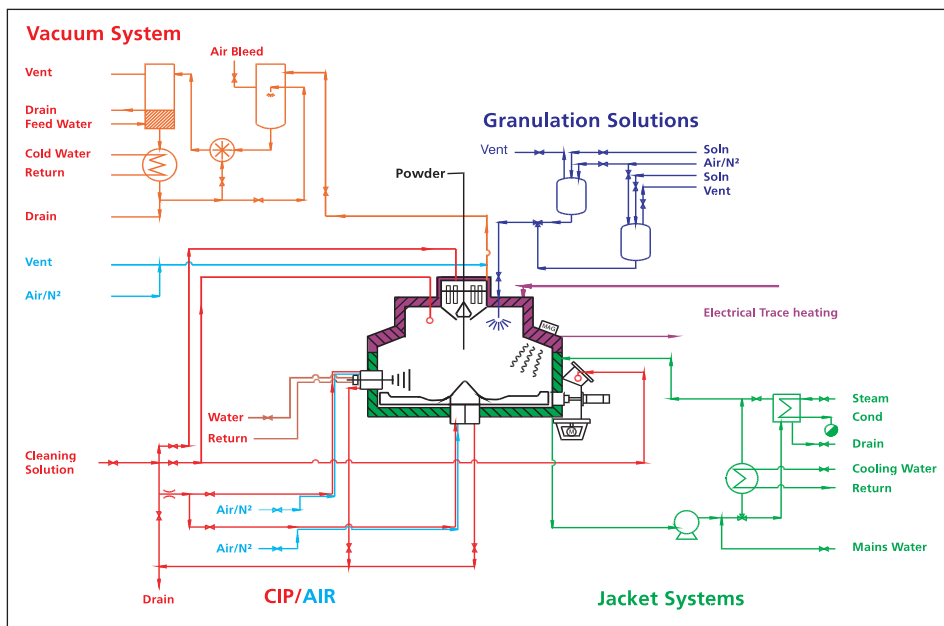 Vacuum System
Air Bleed
Vent
Drain
Feed Water
Cold Water
Return
Drain
Vent
Air/N²
Powder
Granulation Solutions
Vent
Soln
Air/N²
Soln
Vent
Electrical Trace heating
MAG
Water
Return
Cleaning
Solution
Air/N²
Air/N²
Drain
CIP/AIR
M
Steam
Cond
Drain
Cooling Water
Return
Mains Water
Jacket Systems